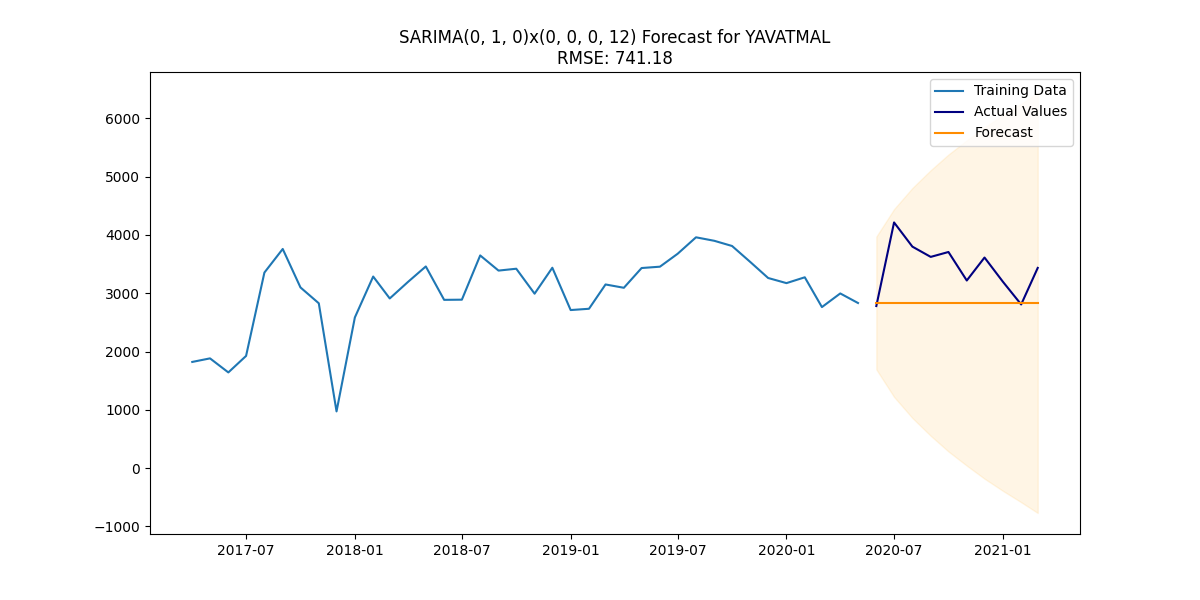 SARIMA(0, 1, 0)x(0, 0, 0, 12) Forecast for YAVATMAL
RMSE: 741.18
Training Data
Actual Values
Forecast
6000
5000
4000
3000
2000
1000
0
−1000
2017-07 2018-01 2018-07 2019-01 2019-07 2020-01 2020-07 2021-01